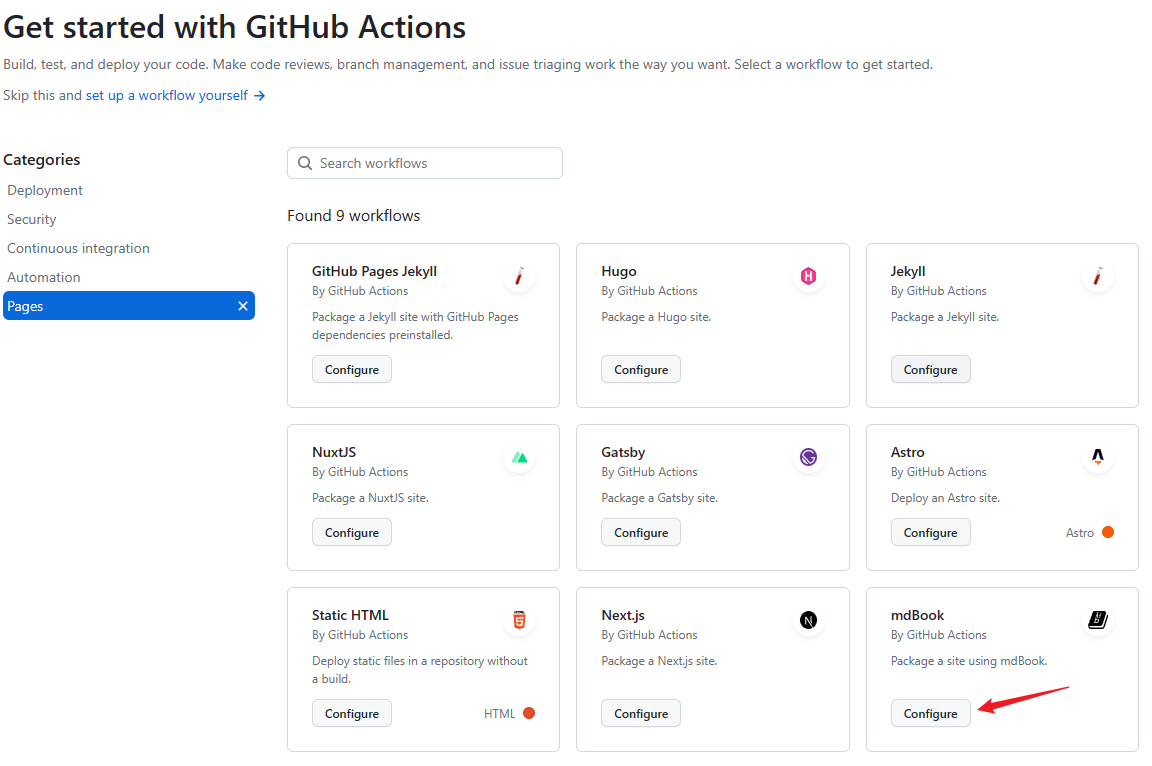 Get started with GitHub Actions
Build, test, and deploy your code. Make code reviews, branch management, and issue triaging work the way you want. Select a workflow to get started.
Skip this and set up a workflow yourself →
Categories
Deployment
Security
Continuous integration
Automation
Pages
Search workflows
Found 9 workflows
GitHub Pages Jekyll
By GitHub Actions
Package a Jekyll site with GitHub Pages
dependencies preinstalled.
Configure
Hugo
By GitHub Actions
Package a Hugo site.
Configure
Jekyll
By GitHub Actions
Package a Jekyll site.
Configure
NuxtJS
By GitHub Actions
Package a NuxtJS site.
Configure
Gatsby
By GitHub Actions
Package a Gatsby site.
Configure
Astro
By GitHub Actions
Deploy an Astro site.
Configure
Astro
Static HTML
By GitHub Actions
Deploy static files in a repository without
a build.
Configure
HTML
Next.js
By GitHub Actions
Package a Next.js site.
Configure
mdBook
By GitHub Actions
Package a site using mdBook.
Configure